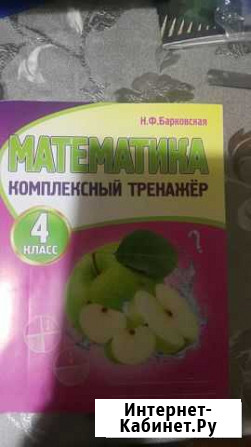 Н.Ф.Барковская
МАТЕМАТИКА
КОМПЛЕКСНЫЙ ТРЕНАЖЁР
4
КЛАСС
?
Интернет-
Кабинет.Ру